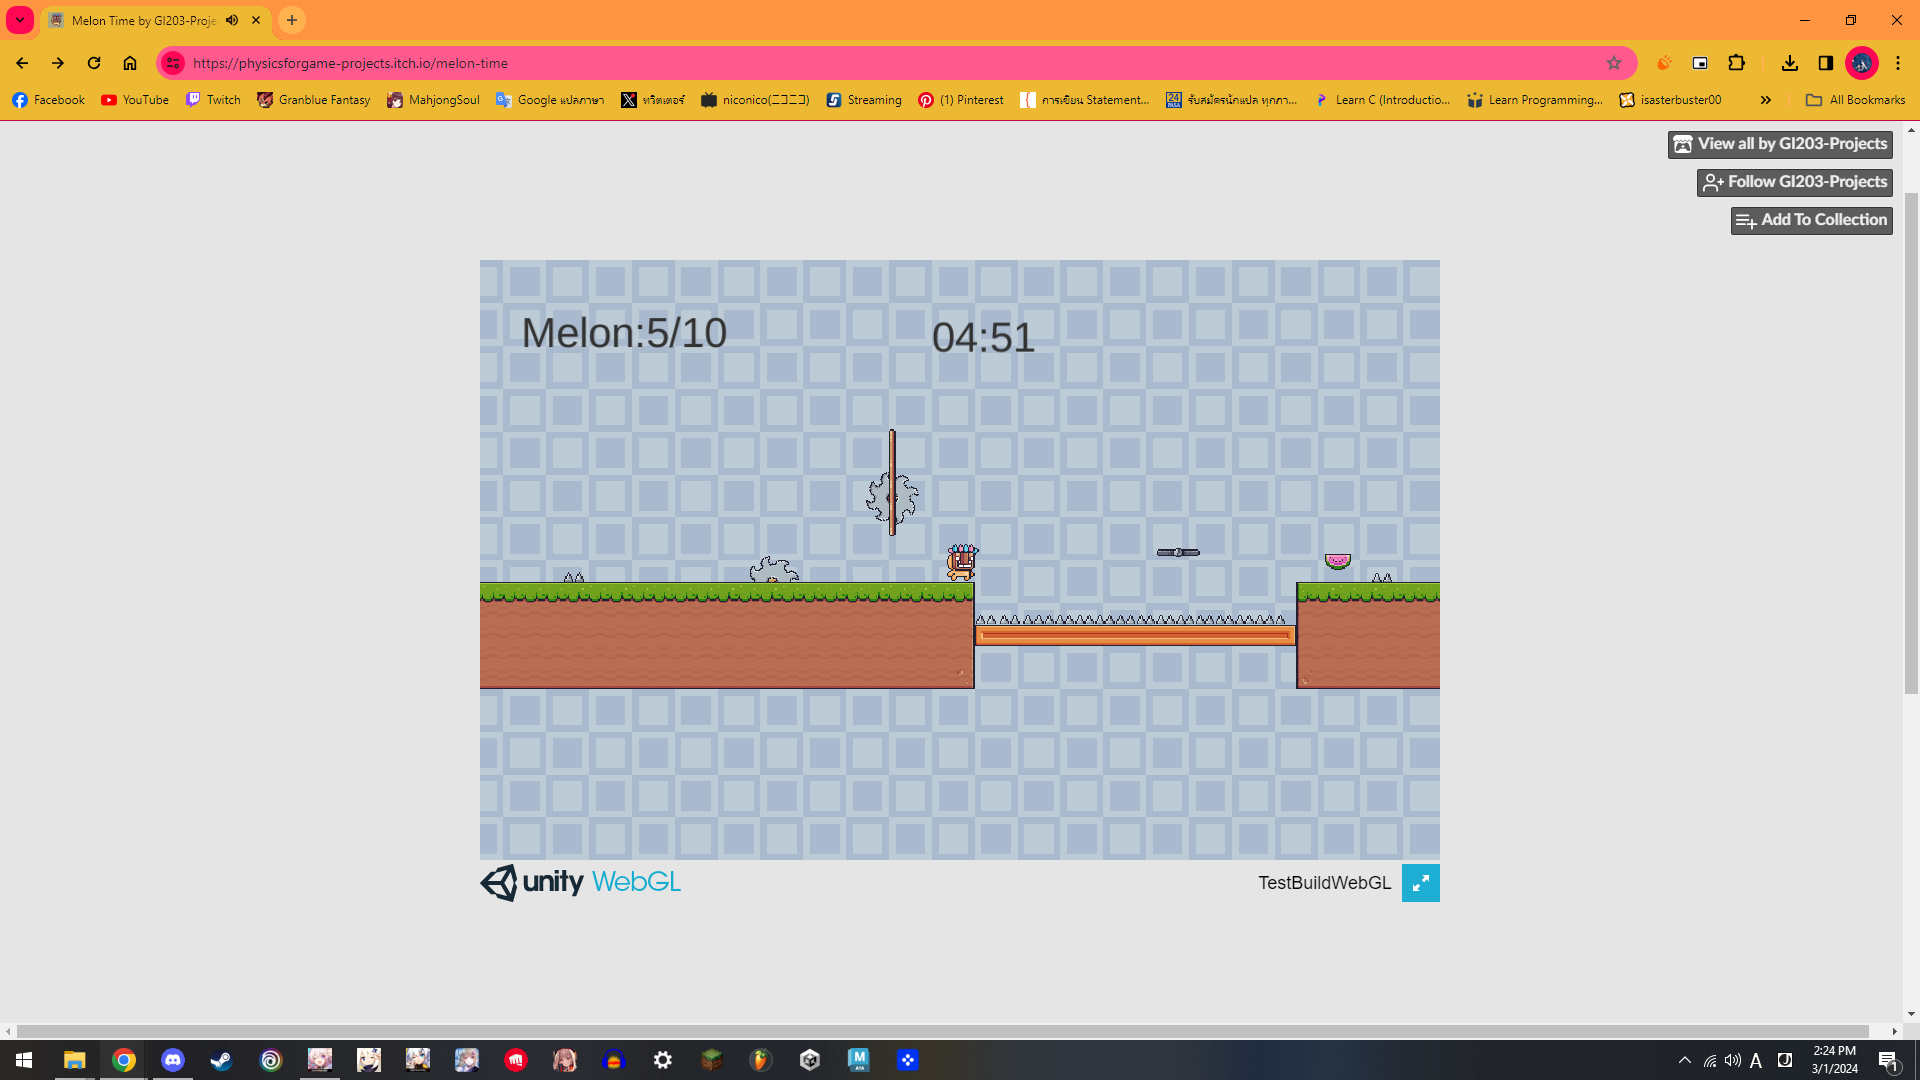 Melon Time by GI203-Proje
https://physicsforgame-projects.itch.io/melon-time
Facebook YouTube Twitch Granblue Fantasy MahjongSoul Google แปลภาษา ทวิตเตอร์ niconico(ニコニコ) Streaming (1) Pinterest การเขียน Statement... รับสมัครนักแปล ทุกภา... Learn C (Introductio... Learn Programming,... isasterbuster00 » All Bookmarks
View all by GI203-Projects
Follow GI203-Projects
Add To Collection
Melon:5/10 04:51
unity WebGL TestBuildWebGL
A 2:24 PM
3/1/2024
1